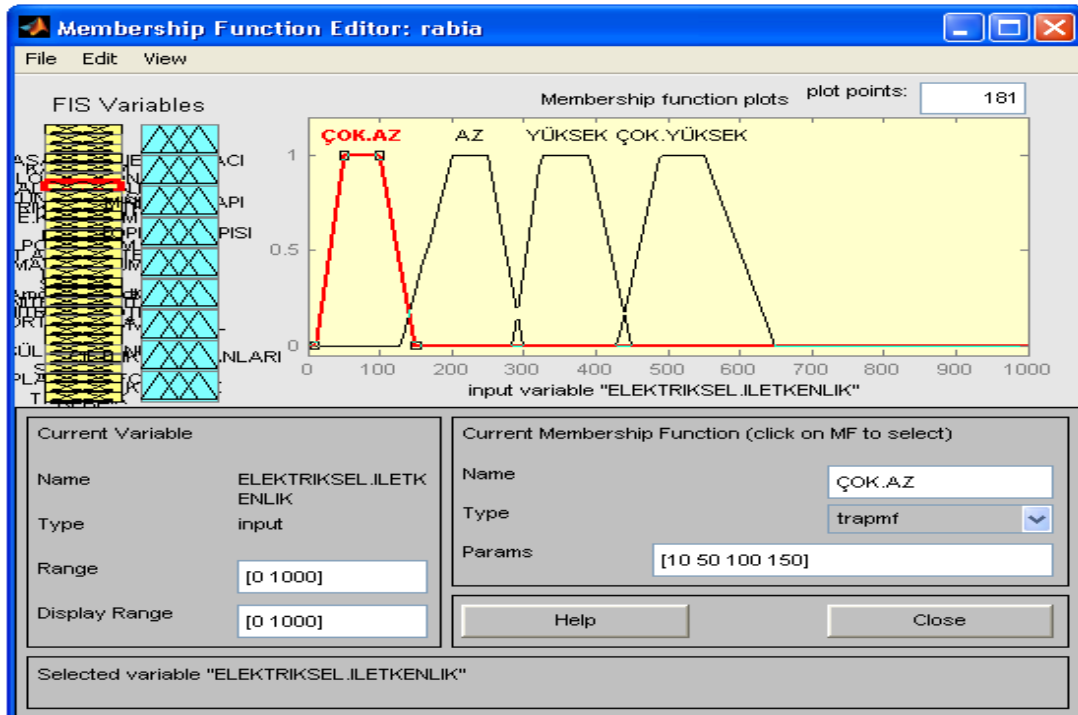 Membership Function Editor: rabia
File Edit View
FIS Variables
Membership function plots plot points: 181
ÇOK.AZ AZ YÜKSEK ÇOK.YÜKSEK
1
0.5
0
0 100 200 300 400 500 600 700 800 900 1000
input variable "ELEKTRIKSEL.ILETKENLIK"
Current Variable
Name ELEKTRIKSEL.ILETK
ENLIK
Type input
Range [0 1000]
Display Range [0 1000]
Current Membership Function (click on MF to select)
Name ÇOK.AZ
Type trapmf
Params [10 50 100 150]
Help Close
Selected variable "ELEKTRIKSEL.ILETKENLIK"